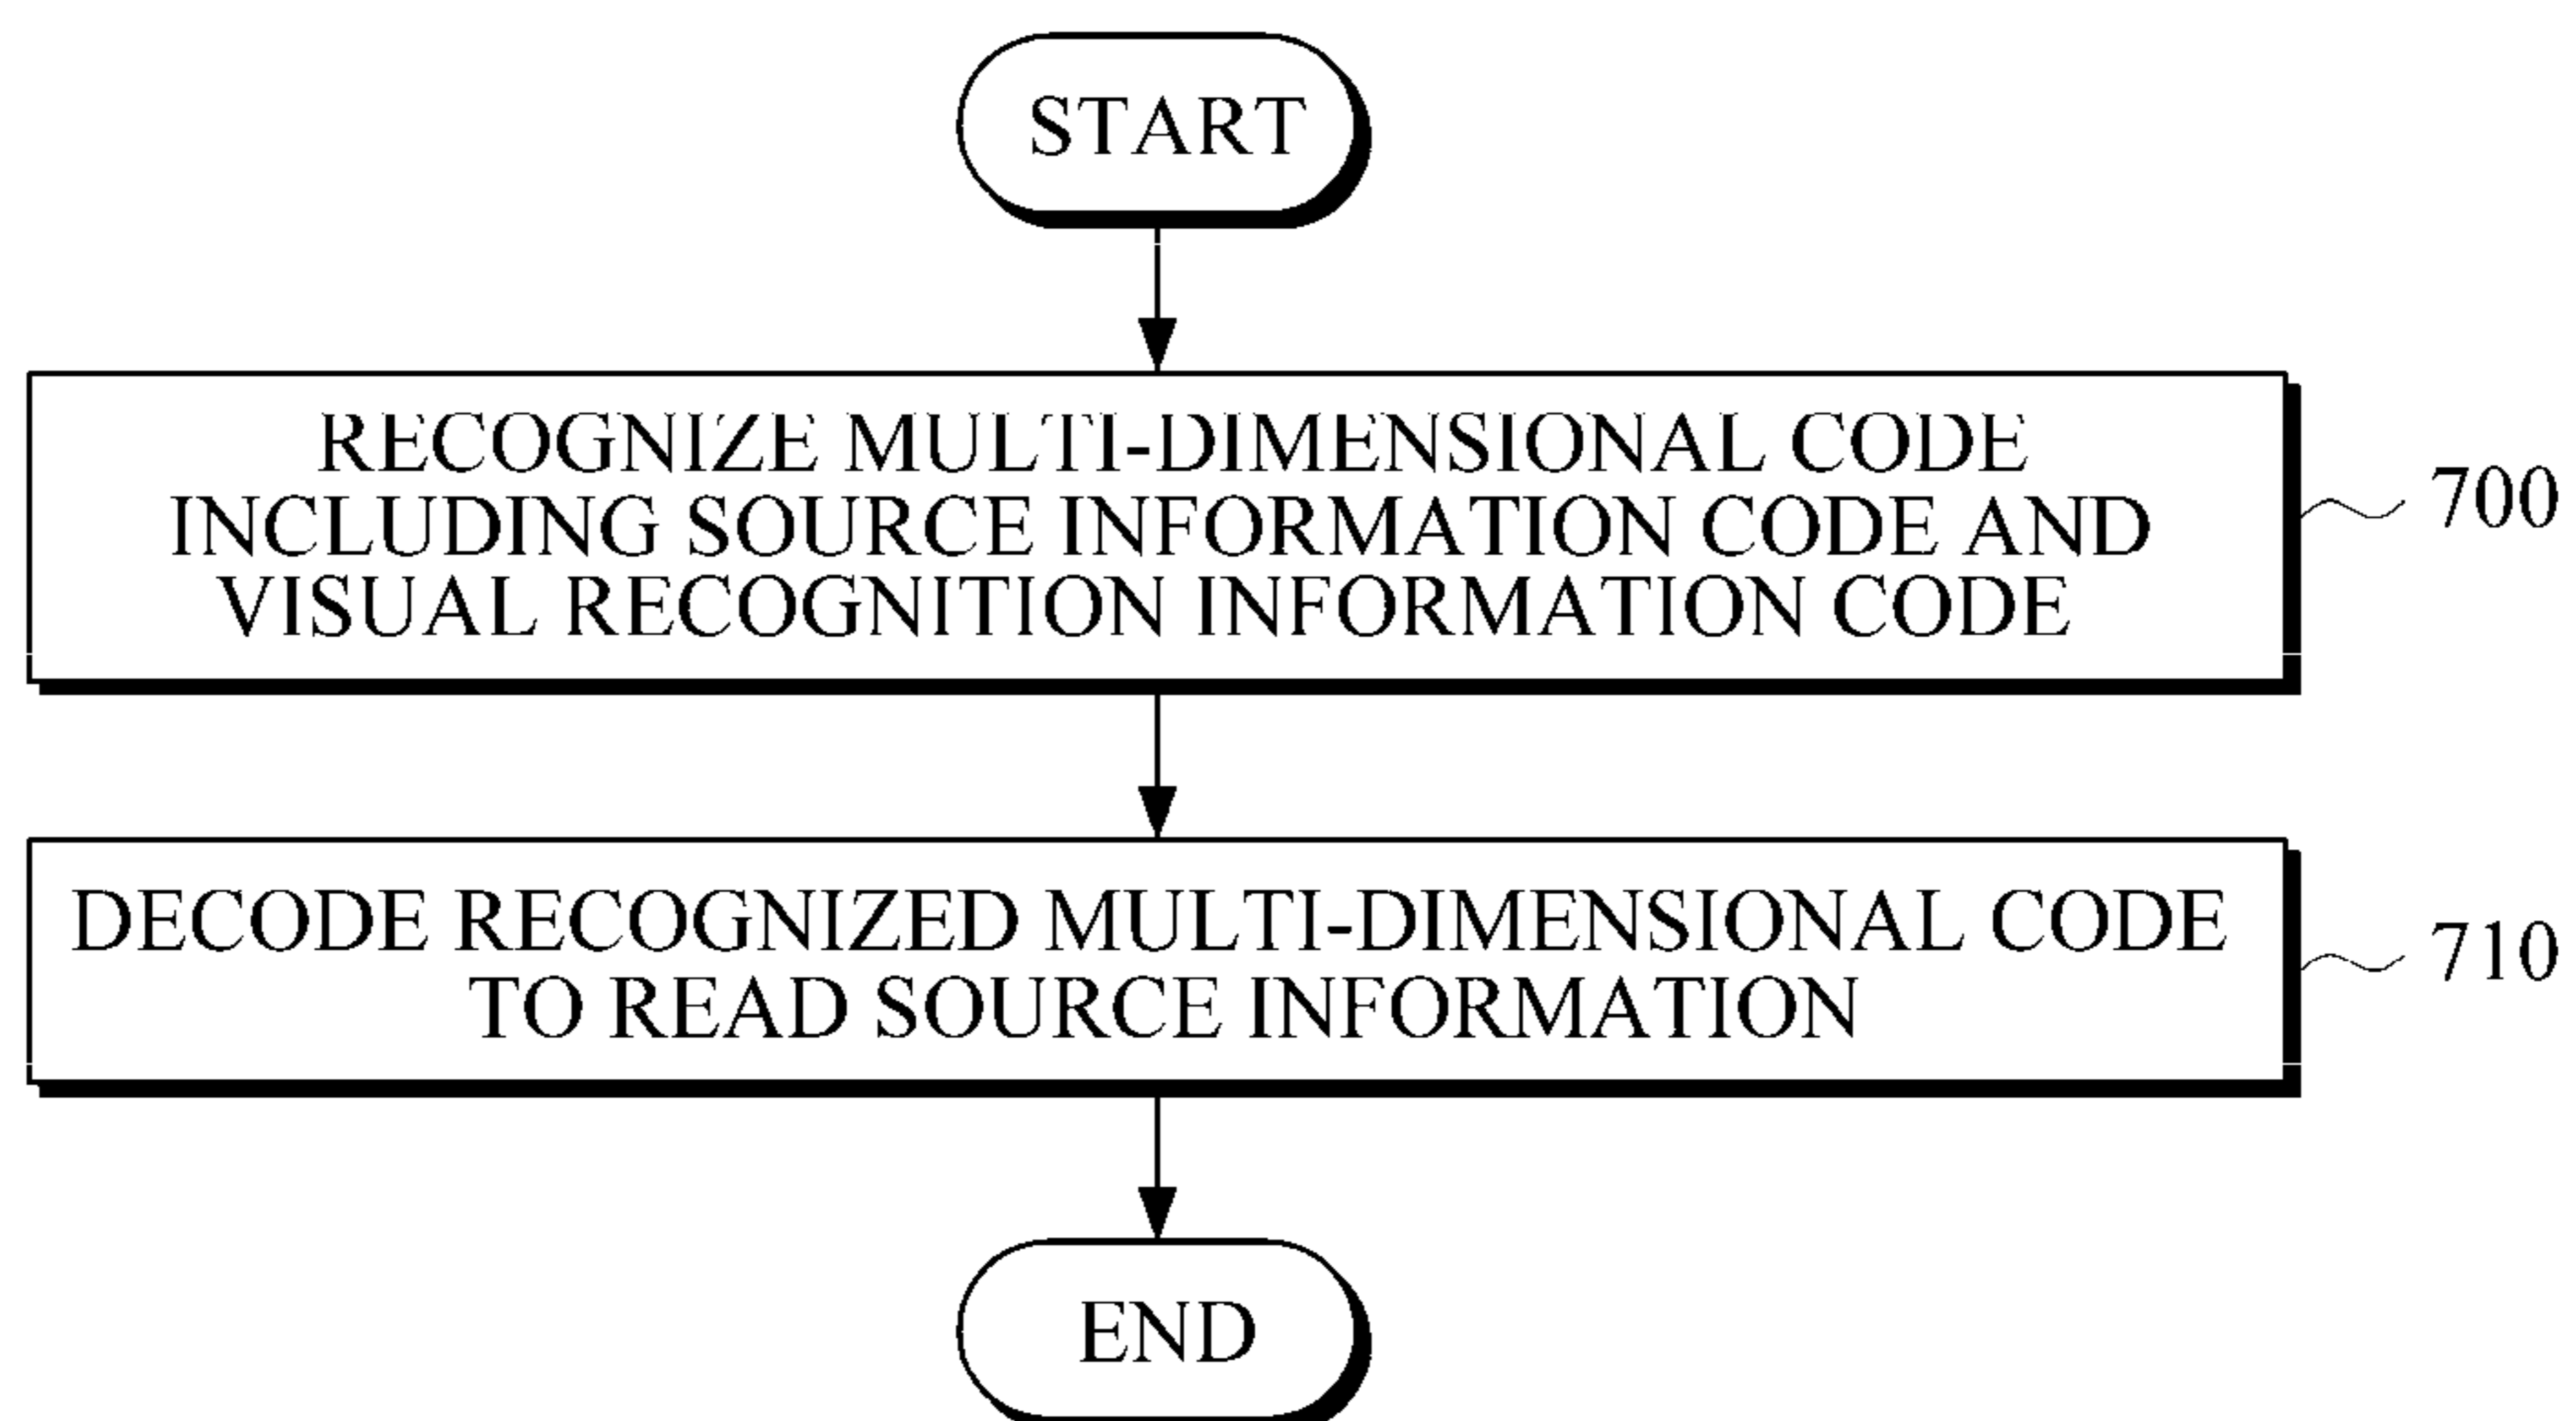 START
RECOGNIZE MULTI-DIMENSIONAL CODE
INCLUDING SOURCE INFORMATION CODE AND
VISUAL RECOGNITION INFORMATION CODE
700
DECODE RECOGNIZED MULTI-DIMENSIONAL CODE
TO READ SOURCE INFORMATION
710
END